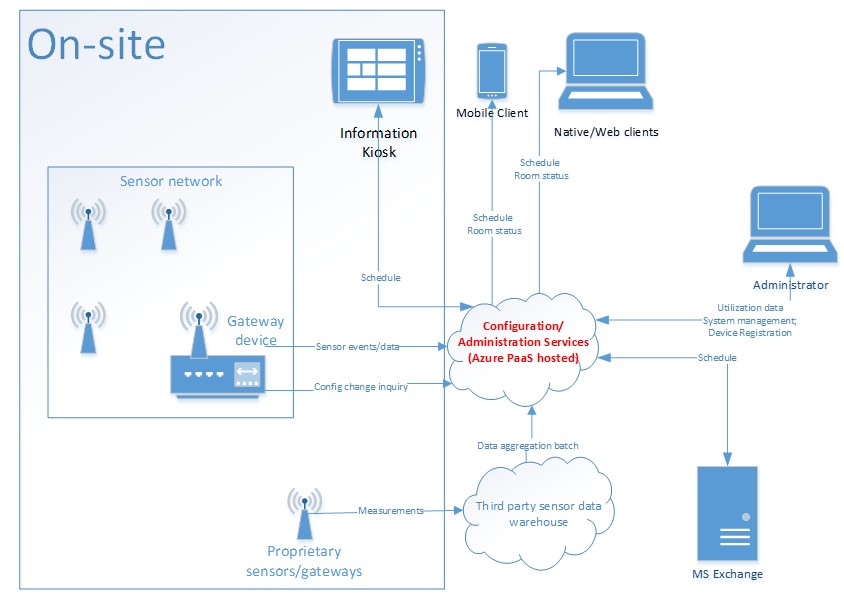 On-site
Information
Kiosk
Mobile Client
Native/Web clients
Schedule
Room status
Sensor network
Schedule
Room status
Schedule
Administrator
Utilization data
System management;
Device Registration
Gateway
device
Configuration/
Administration Services
(Azure PaaS hosted)
Sensor events/data
Schedule
Config change inquiry
Data aggregation batch
Measurements
Third party sensor data
warehouse
Proprietary
sensors/gateways
MS Exchange